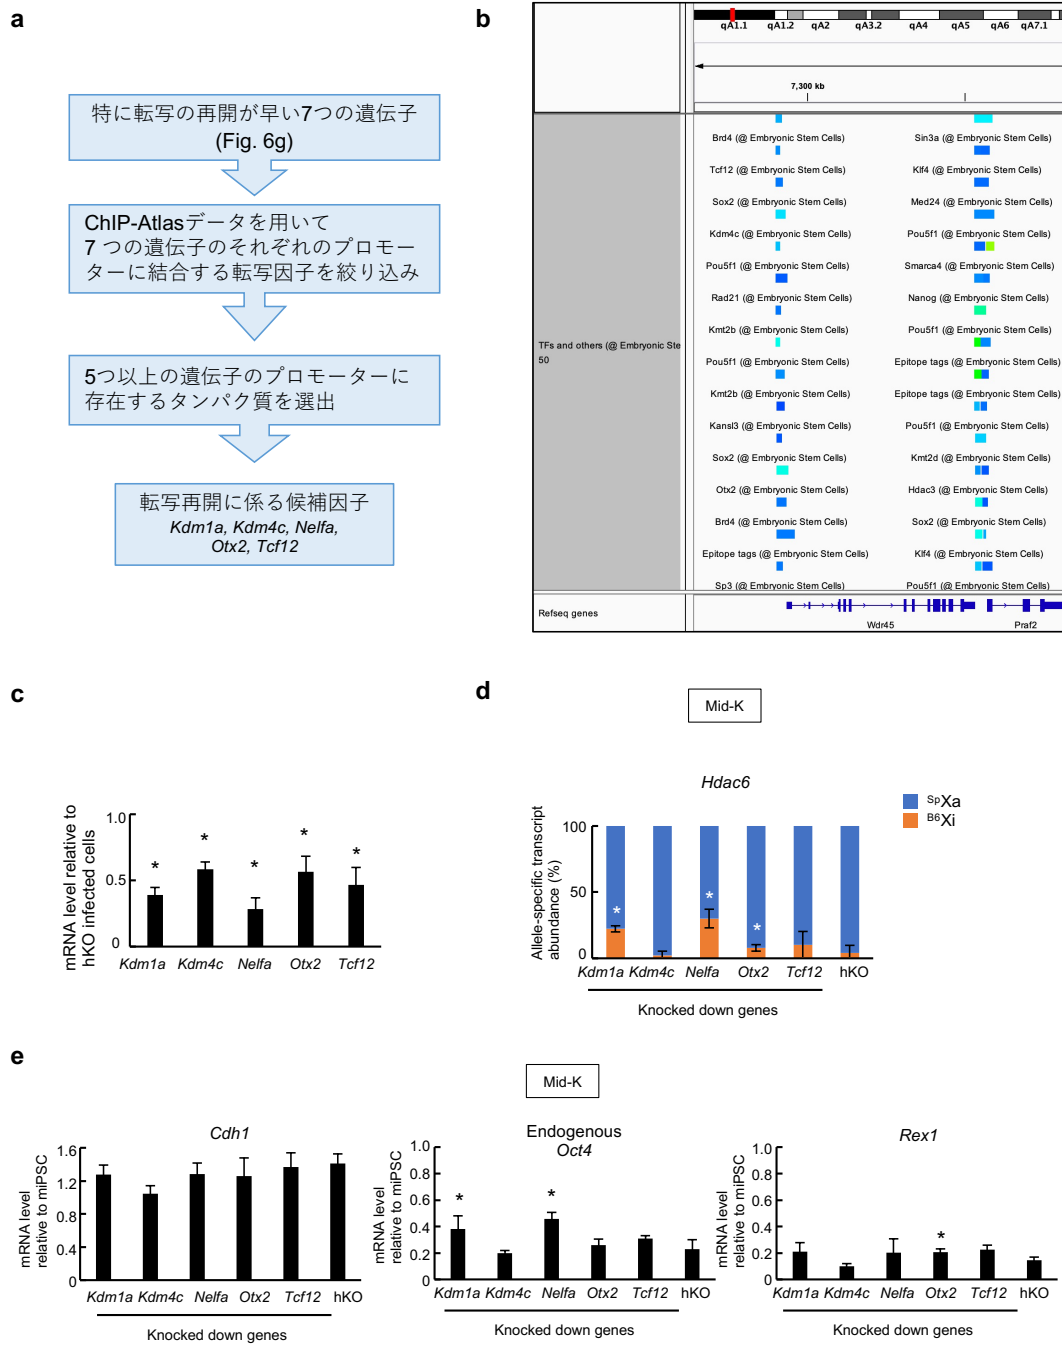 a
特に転写の再開が早い7つの遺伝子
(Fig. 6g)
ChIP-Atlasデータを用いて
7 つの遺伝子のそれぞれのプロモー
ターに結合する転写因子を絞り込み
5つ以上の遺伝子のプロモーターに
存在するタンパク質を選出
転写再開に係る候補因子
Kdm1a, Kdm4c, Nelfa,
Otx2, Tcf12
b
qA1.1 qA1.2 qA2 qA3.2 qA4 qA5 qA6 qA7.1
7,300 kb
TFs and others (@ Embryonic Ste
50
Brd4 (@ Embryonic Stem Cells) Sin3a (@ Embryonic Stem Cells)
Tcf12 (@ Embryonic Stem Cells) Klf4 (@ Embryonic Stem Cells)
Sox2 (@ Embryonic Stem Cells) Med24 (@ Embryonic Stem Cells)
Kdm4c (@ Embryonic Stem Cells) Pou5f1 (@ Embryonic Stem Cells)
Pou5f1 (@ Embryonic Stem Cells) Smarca4 (@ Embryonic Stem Cells)
Rad21 (@ Embryonic Stem Cells) Nanog (@ Embryonic Stem Cells)
Kmt2b (@ Embryonic Stem Cells) Pou5f1 (@ Embryonic Stem Cells)
Pou5f1 (@ Embryonic Stem Cells) Epitope tags (@ Embryonic Stem Cells)
Kmt2b (@ Embryonic Stem Cells) Epitope tags (@ Embryonic Stem Cells)
Kansl3 (@ Embryonic Stem Cells) Pou5f1 (@ Embryonic Stem Cells)
Sox2 (@ Embryonic Stem Cells) Kmt2d (@ Embryonic Stem Cells)
Otx2 (@ Embryonic Stem Cells) Hdac3 (@ Embryonic Stem Cells)
Brd4 (@ Embryonic Stem Cells) Sox2 (@ Embryonic Stem Cells)
Epitope tags (@ Embryonic Stem Cells) Klf4 (@ Embryonic Stem Cells)
Sp3 (@ Embryonic Stem Cells) Pou5f1 (@ Embryonic Stem Cells)
Refseq genes
Wdr45 Praf2
c
mRNA level relative to
hKO infected cells
1.0
0.5
0
* * * * *
Kdm1a Kdm4c Nelfa Otx2 Tcf12
d
Mid-K
Hdac6
Allele-specific transcript
abundance (%)
100
50
0
* * *
Kdm1a Kdm4c Nelfa Otx2 Tcf12 hKO
Knocked down genes
SpXa
B6Xi
e
Mid-K
Cdh1
mRNA level
relative to miPSC
1.6
1.2
0.8
0.4
0
Kdm1a Kdm4c Nelfa Otx2 Tcf12 hKO
Knocked down genes
Endogenous
Oct4
mRNA level
relative to miPSC
1.0
0.8
0.6
0.4
0.2
0
* *
Kdm1a Kdm4c Nelfa Otx2 Tcf12 hKO
Knocked down genes
Rex1
mRNA level
relative to miPSC
1.0
0.8
0.6
0.4
0.2
0
*
Kdm1a Kdm4c Nelfa Otx2 Tcf12 hKO
Knocked down genes